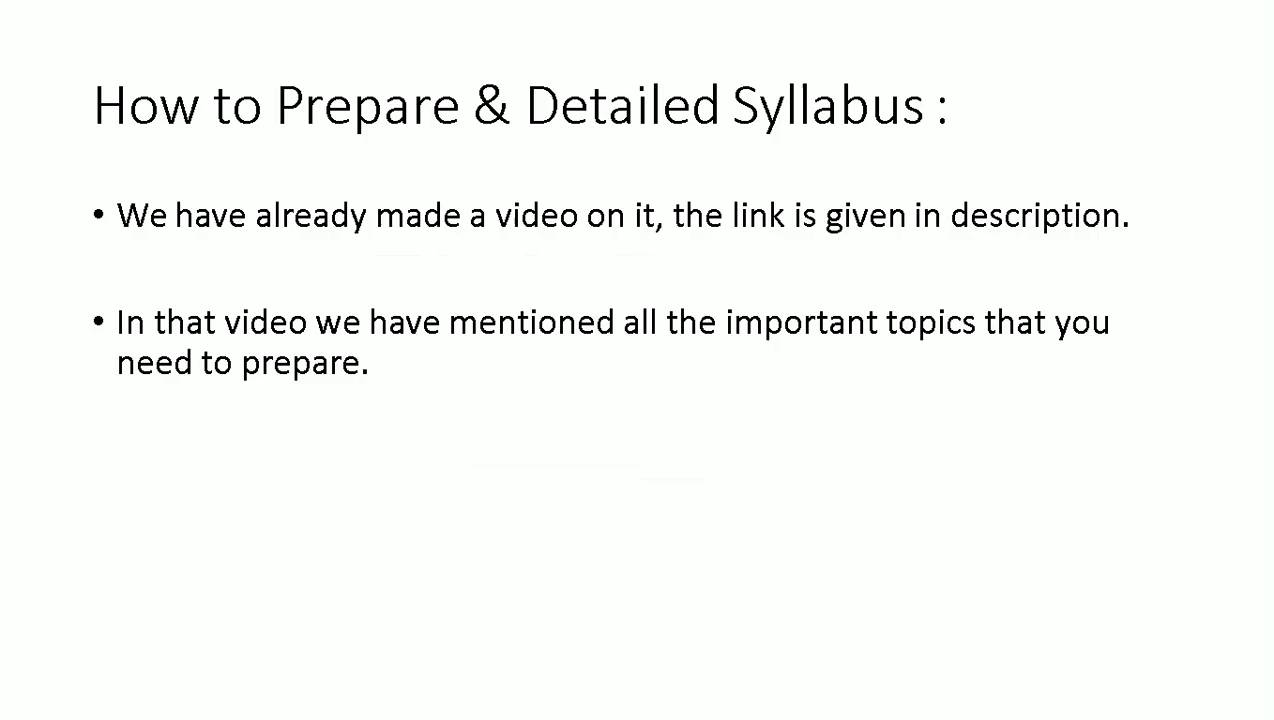 How to Prepare & Detailed Syllabus :
• We have already made a video on it, the link is given in description.
• In that video we have mentioned all the important topics that you
need to prepare.